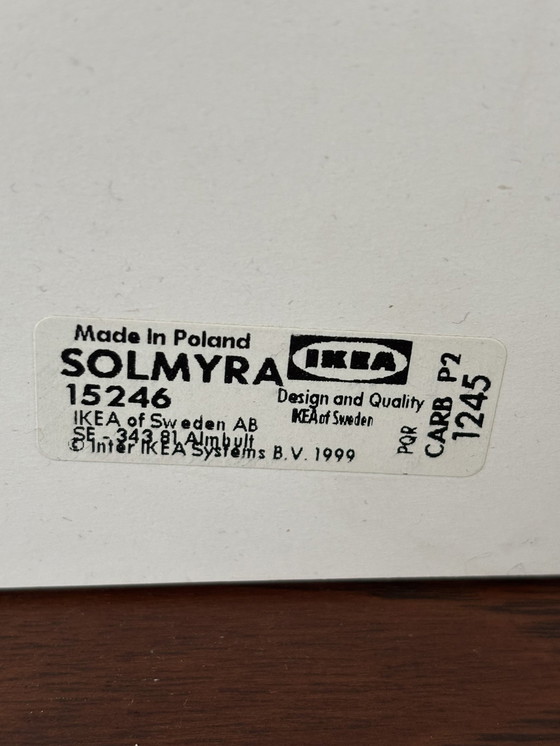 Made In Poland
SOLMYRA
15246
IKEA of Sweden AB
SE - 343 81 Älmhult
© Inter IKEA Systems B.V. 1999
IKEA
Design and Quality
IKEA of Sweden
PQR
CARB P2
1245